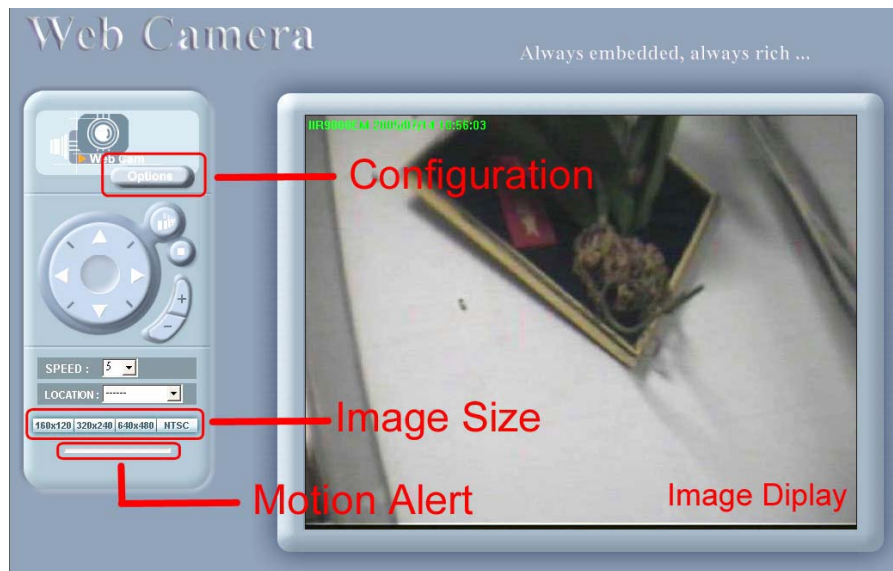 Web Camera
Always embedded, always rich ...
Web Cam
Options
Configuration
SPEED : 5
LOCATION : ------
160x120 320x240 640x480 NTSC
Image Size
Motion Alert
Image Diplay